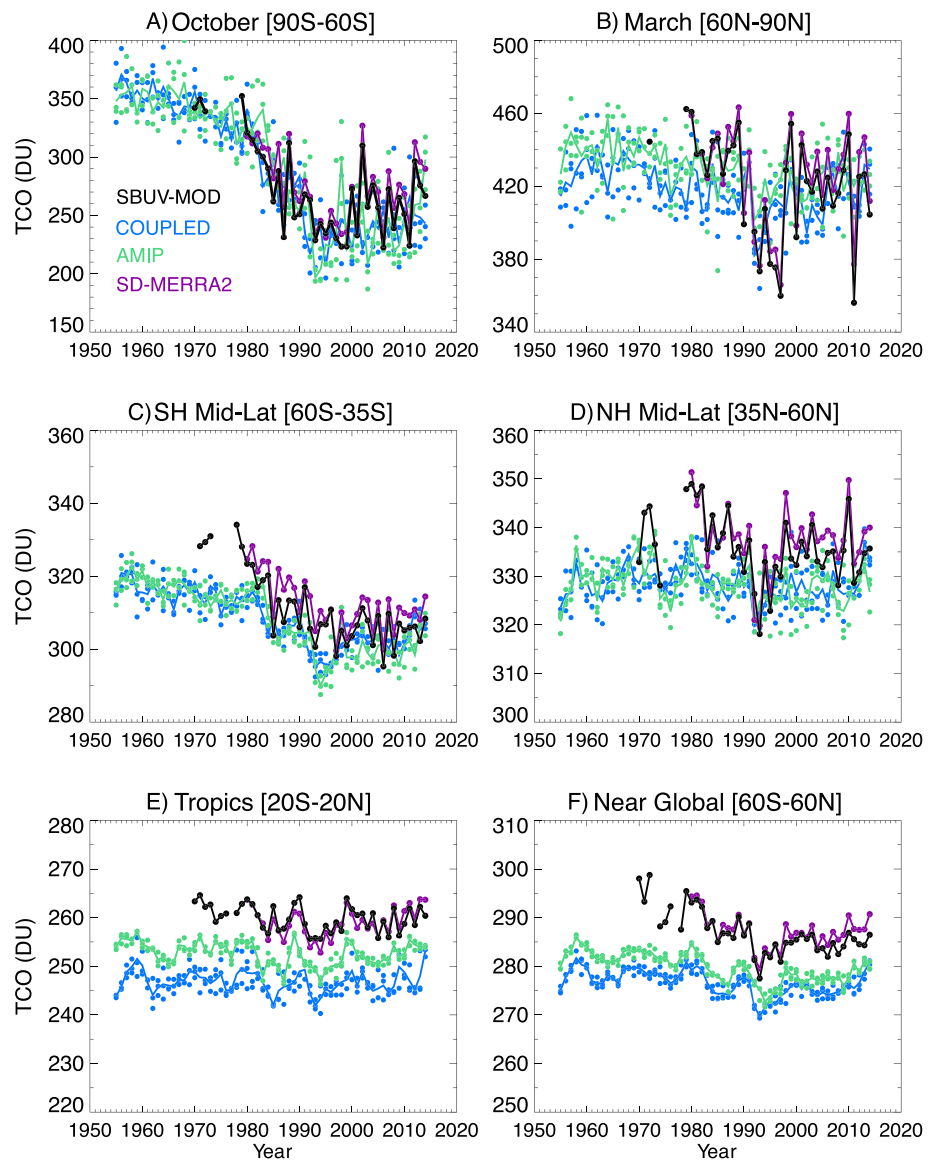 A) October [90S-60S]
400
350
300
250
200
150
TCO (DU)
SBUV-MOD
COUPLED
AMIP
SD-MERRA2
1950 1960 1970 1980 1990 2000 2010 2020
B) March [60N-90N]
500
460
420
380
340
1950 1960 1970 1980 1990 2000 2010 2020
C) SH Mid-Lat [60S-35S]
360
340
320
300
280
TCO (DU)
1950 1960 1970 1980 1990 2000 2010 2020
D) NH Mid-Lat [35N-60N]
360
350
340
330
320
310
300
1950 1960 1970 1980 1990 2000 2010 2020
E) Tropics [20S-20N]
280
270
260
250
240
230
220
TCO (DU)
1950 1960 1970 1980 1990 2000 2010 2020
Year
F) Near Global [60S-60N]
310
300
290
280
270
260
250
1950 1960 1970 1980 1990 2000 2010 2020
Year